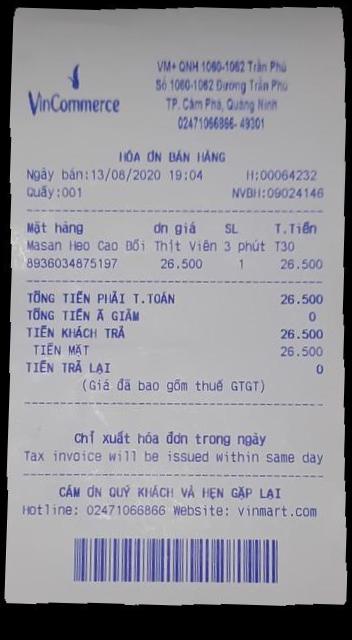 VinCommerce
VM+ QNH 1060-1062 Trần Phú
Số 1060-1062 Đường Trần Phú
TP. Cẩm Phả, Quảng Ninh
02471066866- 49301
HÓA ƠN BÁN HÀNG
Ngày bán:13/08/2020 19:04 H:00064232
Quầy:001 NVBH:09024146
Mặt hàng ơn giá SL T.Tiền
Masan Heo Cao Bồi Thịt Viên 3 phút T30
8936034875197 26.500 1 26.500
TỔNG TIỀN PHẢI T.TOÁN 26.500
TỔNG TIỀN Ã GIẢM 0
TIỀN KHÁCH TRẢ 26.500
TIỀN MẶT 26.500
TIỀN TRẢ LẠI 0
(Giá đã bao gồm thuế GTGT)
Chỉ xuất hóa đơn trong ngày
Tax invoice will be issued within same day
CẢM ƠN QUÝ KHÁCH VÀ HẸN GẶP LẠI
Hotline: 02471066866 Website: vinmart.com